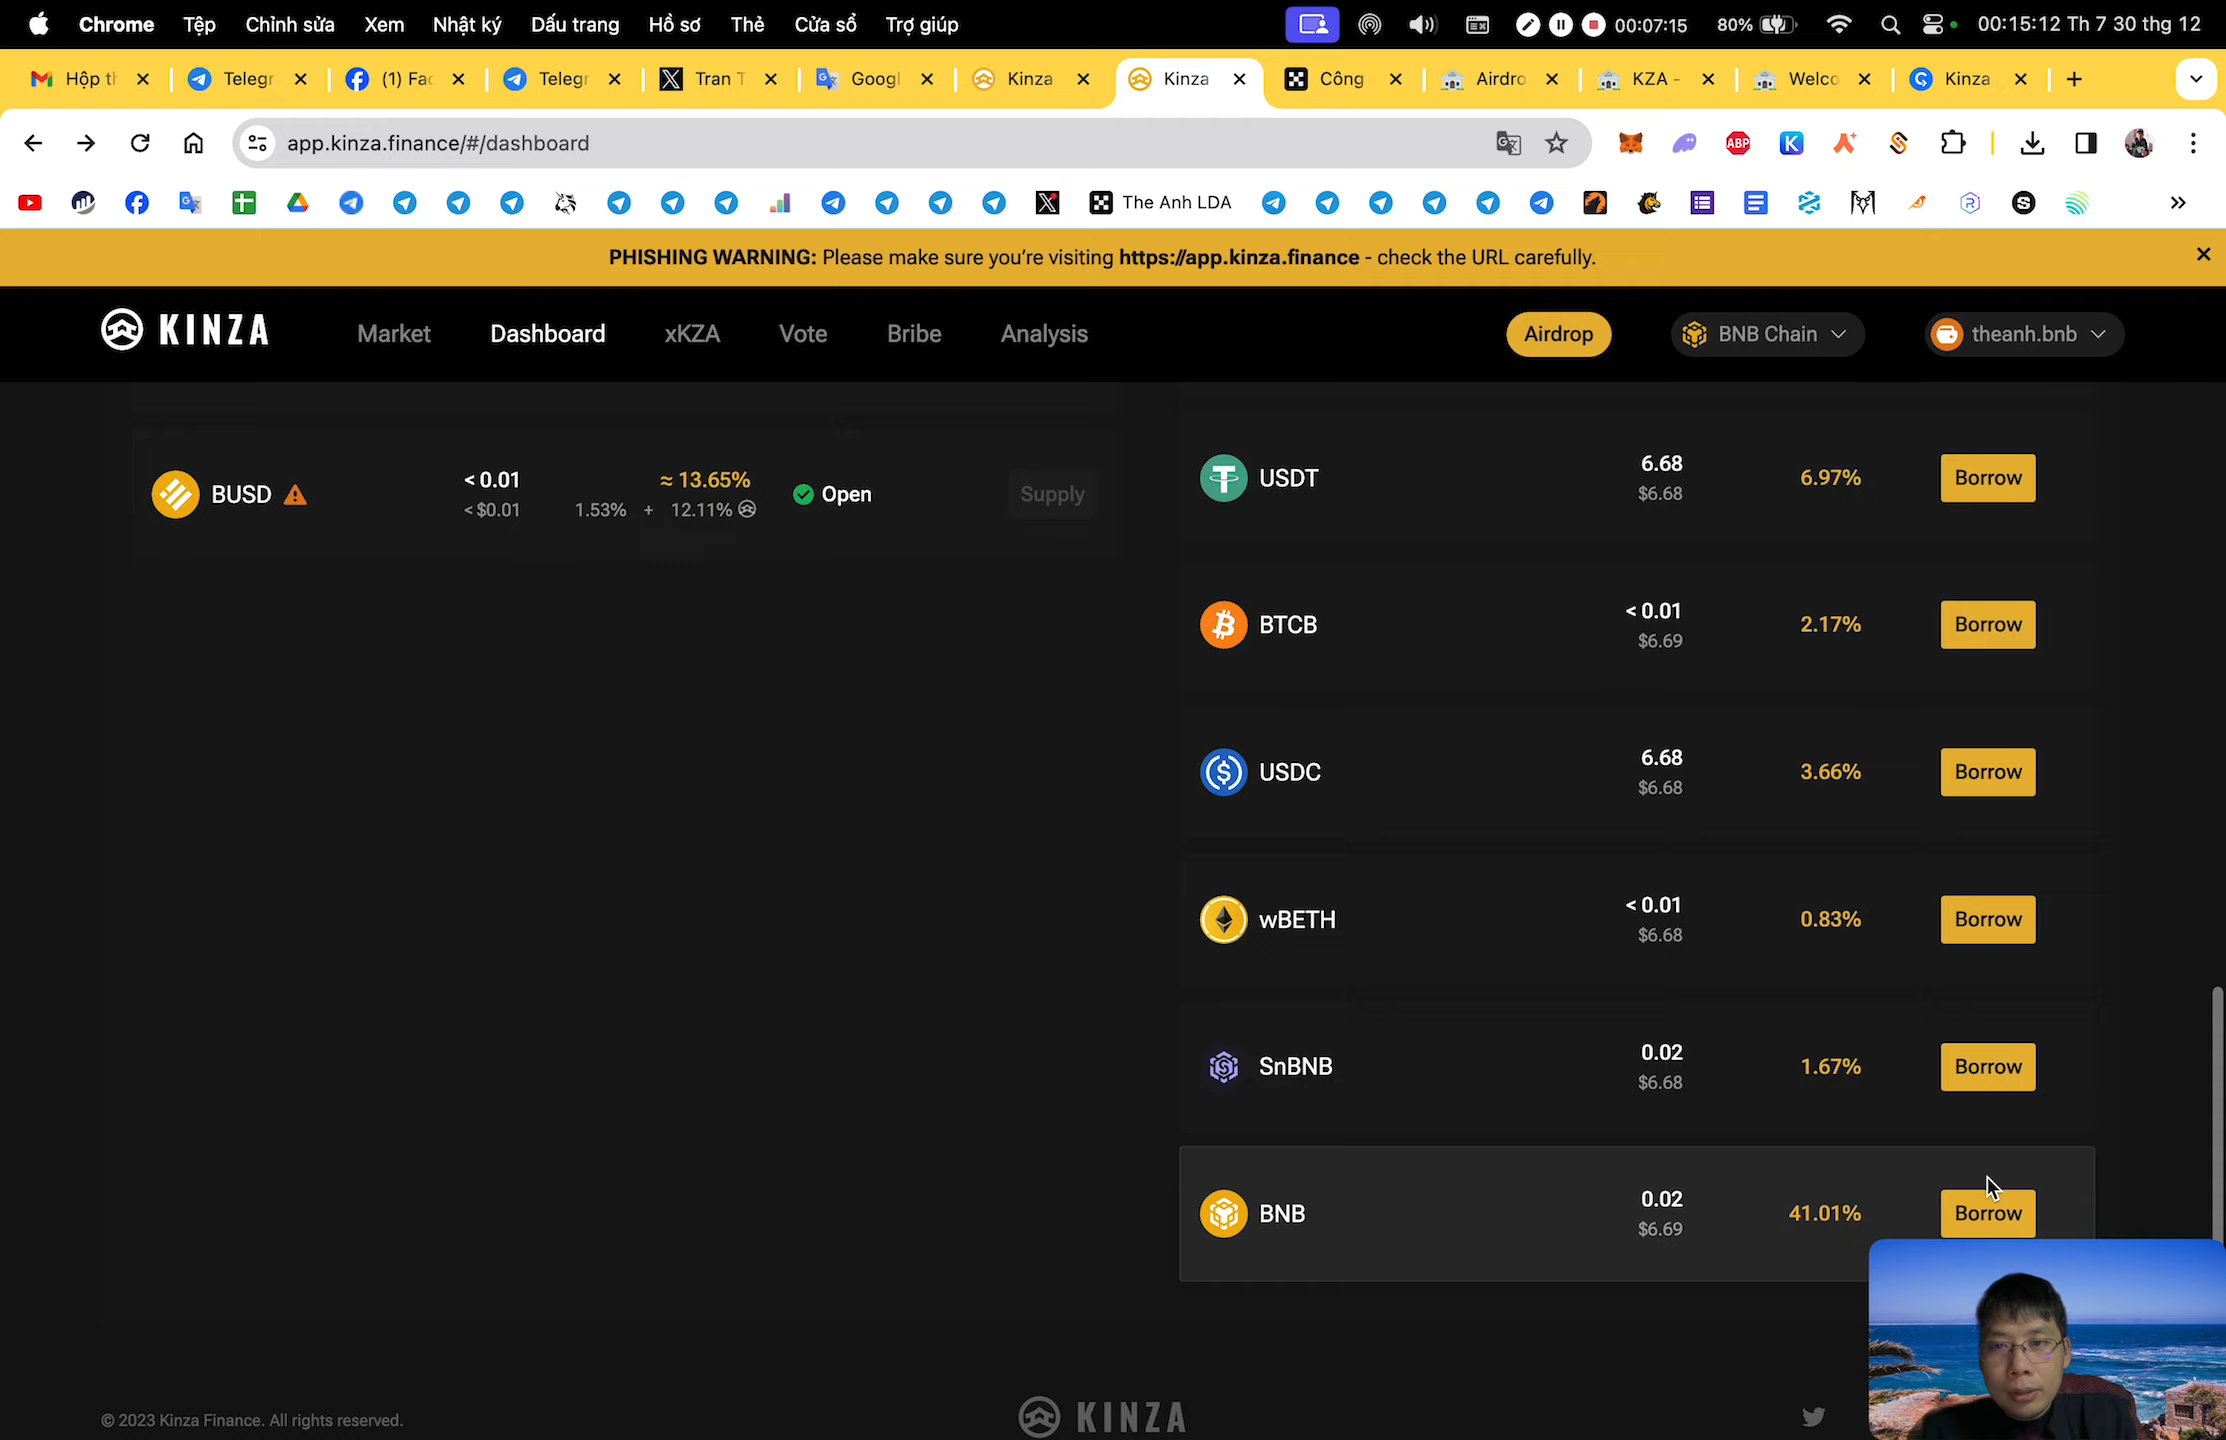 Chrome Tệp Chỉnh sửa Xem Nhật ký Dấu trang Hồ sơ Thẻ Cửa sổ Trợ giúp 00:07:15 80% 00:15:12 Th 7 30 thg 12
Hộp th Telegr (1) Fac Telegr Tran T Googl Kinza Kinza Công Airdro KZA - Welco Kinza
app.kinza.finance/#/dashboard
The Anh LDA
PHISHING WARNING: Please make sure you're visiting https://app.kinza.finance - check the URL carefully.
KINZA Market Dashboard xKZA Vote Bribe Analysis Airdrop BNB Chain theanh.bnb
BUSD < 0.01 ≈ 13.65% Open Supply
< $0.01 1.53% + 12.11%
USDT 6.68 6.97% Borrow
$6.68
BTCB < 0.01 2.17% Borrow
$6.69
USDC 6.68 3.66% Borrow
$6.68
wBETH < 0.01 0.83% Borrow
$6.68
SnBNB 0.02 1.67% Borrow
$6.68
BNB 0.02 41.01% Borrow
$6.69
© 2023 Kinza Finance. All rights reserved. KINZA